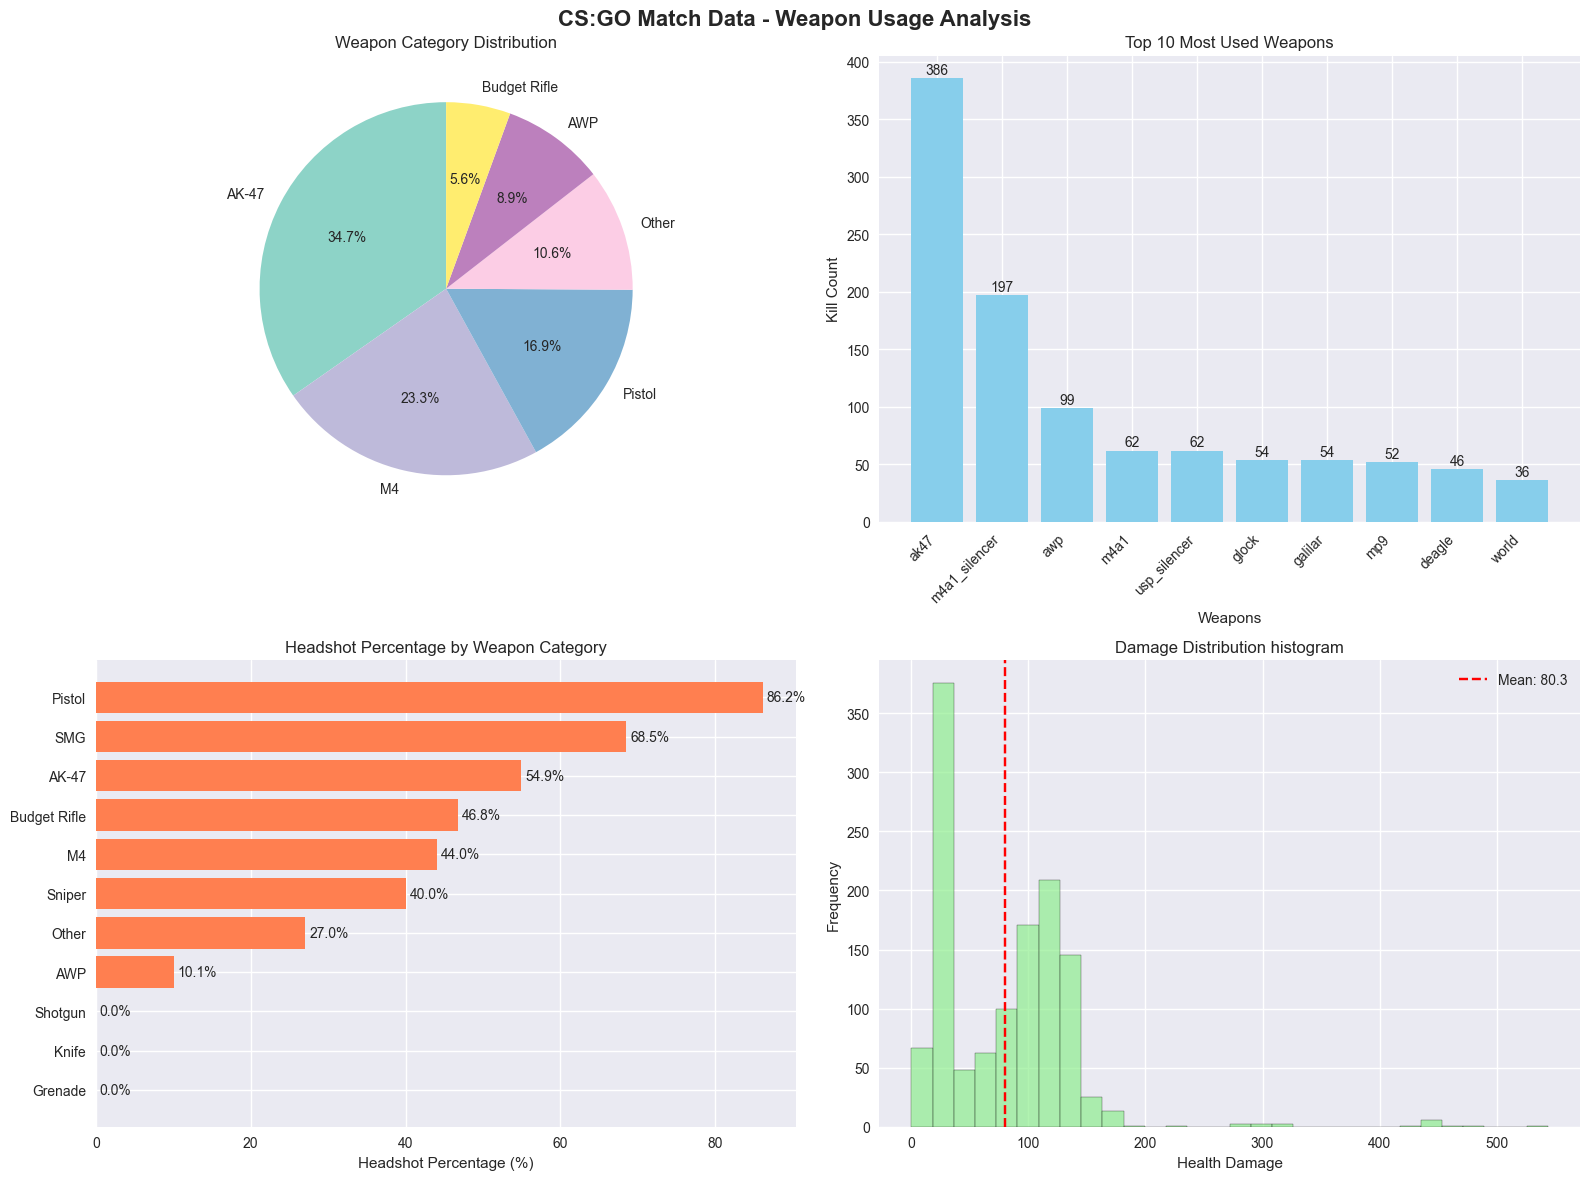 CS:GO Match Data - Weapon Usage Analysis
Weapon Category Distribution
Budget Rifle
AWP
Other
Pistol
M4
AK-47
5.6%
8.9%
10.6%
16.9%
23.3%
34.7%
Top 10 Most Used Weapons
Kill Count
400
350
300
250
200
150
100
50
0
386
197
99
62
62
54
54
52
46
36
ak47
m4a1_silencer
awp
m4a1
usp_silencer
glock
galilar
mp9
deagle
world
Weapons
Headshot Percentage by Weapon Category
Pistol
86.2%
SMG
68.5%
AK-47
54.9%
Budget Rifle
46.8%
M4
44.0%
Sniper
40.0%
Other
27.0%
AWP
10.1%
Shotgun
0.0%
Knife
0.0%
Grenade
0.0%
0
20
40
60
80
Headshot Percentage (%)
Damage Distribution histogram
Mean: 80.3
Frequency
350
300
250
200
150
100
50
0
0
100
200
300
400
500
Health Damage